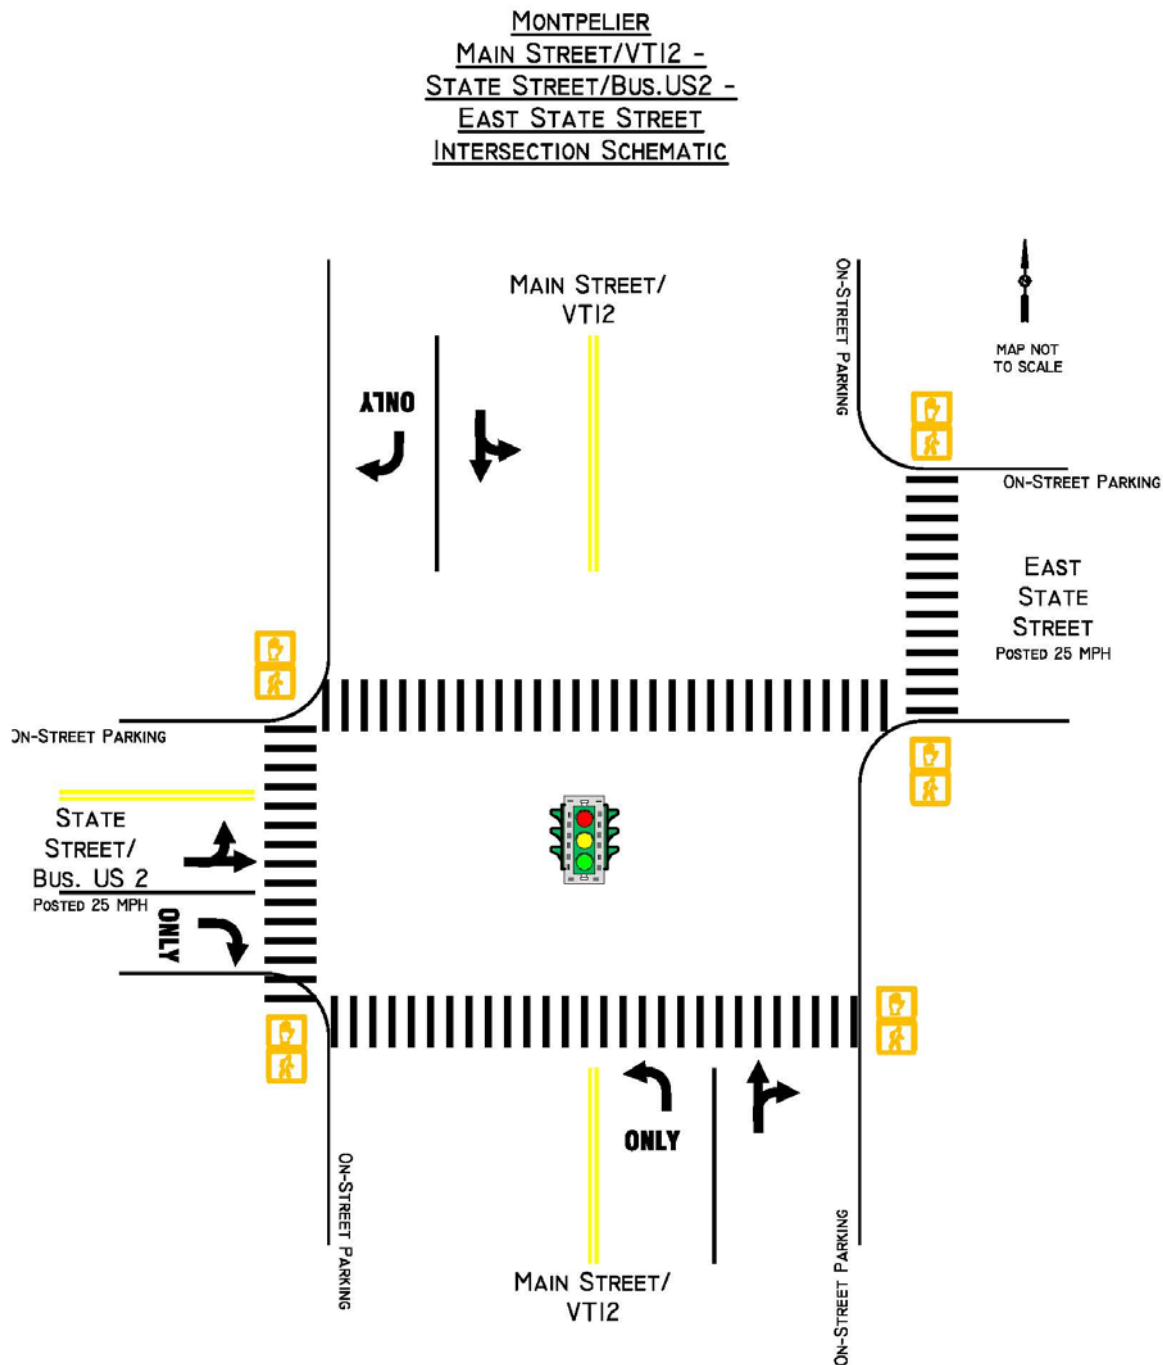 MONTPELIER
MAIN STREET/VT12 -
STATE STREET/BUS.US2 -
EAST STATE STREET
INTERSECTION SCHEMATIC
MAIN STREET/
VT12
ON-STREET PARKING
MAP NOT
TO SCALE
ONLY
ON-STREET PARKING
EAST
STATE
STREET
POSTED 25 MPH
ON-STREET PARKING
STATE
STREET/
BUS. US 2
POSTED 25 MPH
ONLY
ONLY
ON-STREET PARKING
ON-STREET PARKING
MAIN STREET/
VT12